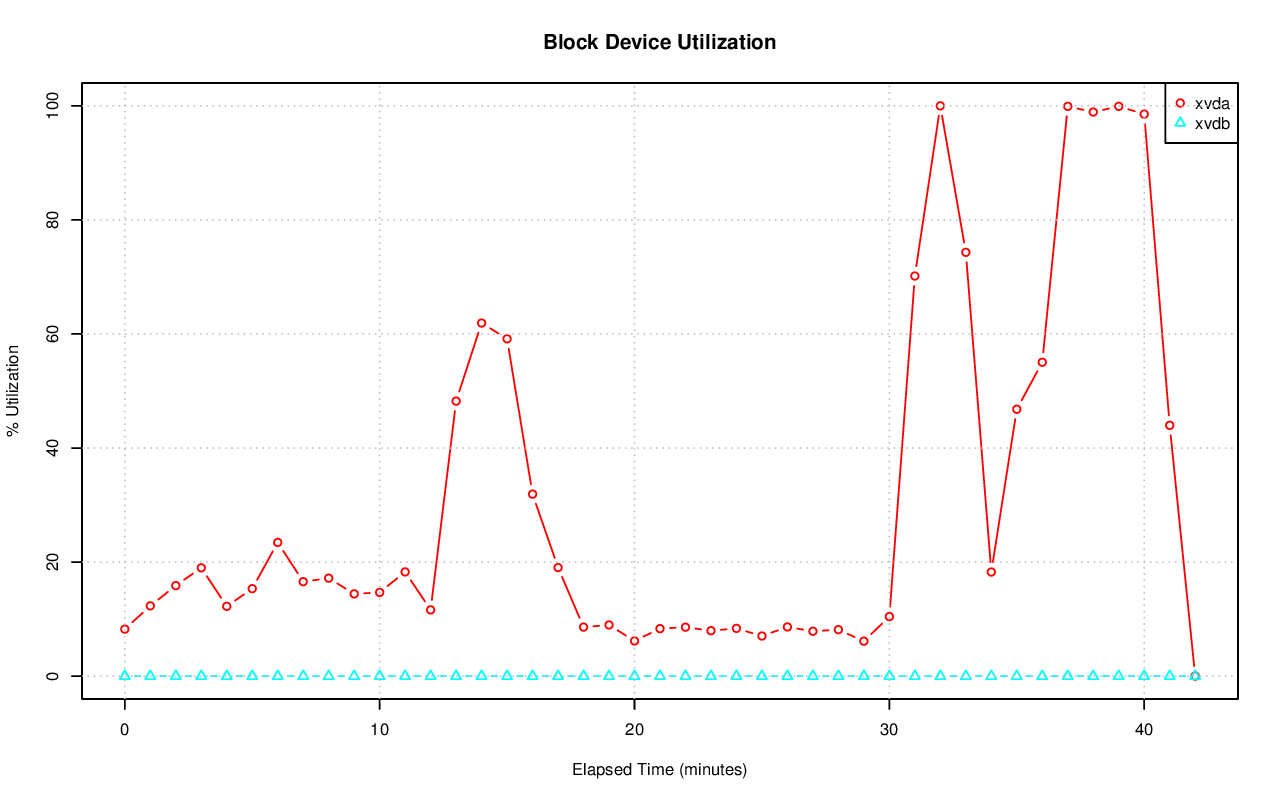 Block Device Utilization
xvda
xvdb
% Utilization
100
80
60
40
20
0
0 10 20 30 40
Elapsed Time (minutes)